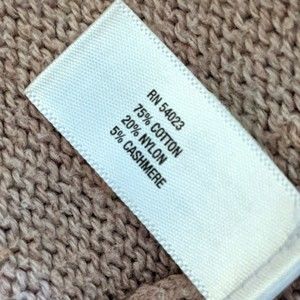 RN 54023
75% COTTON
20% NYLON
5% CASHMERE